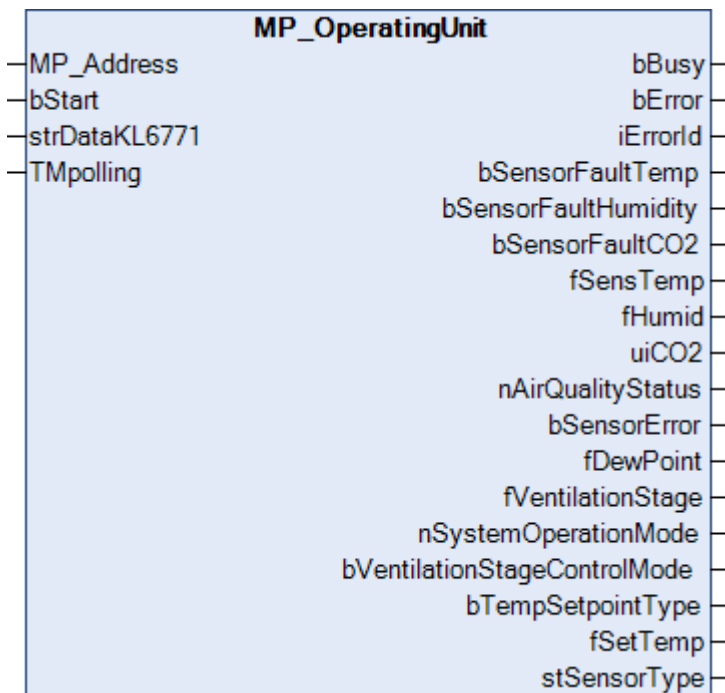 MP_OperatingUnit
MP_Address bBusy
bStart bError
strDataKL6771 iErrorId
TMpolling bSensorFaultTemp
bSensorFaultHumidity
bSensorFaultCO2
fSensTemp
fHumid
uiCO2
nAirQualityStatus
bSensorError
fDewPoint
fVentilationStage
nSystemOperationMode
bVentilationStageControlMode
bTempSetpointType
fSetTemp
stSensorType